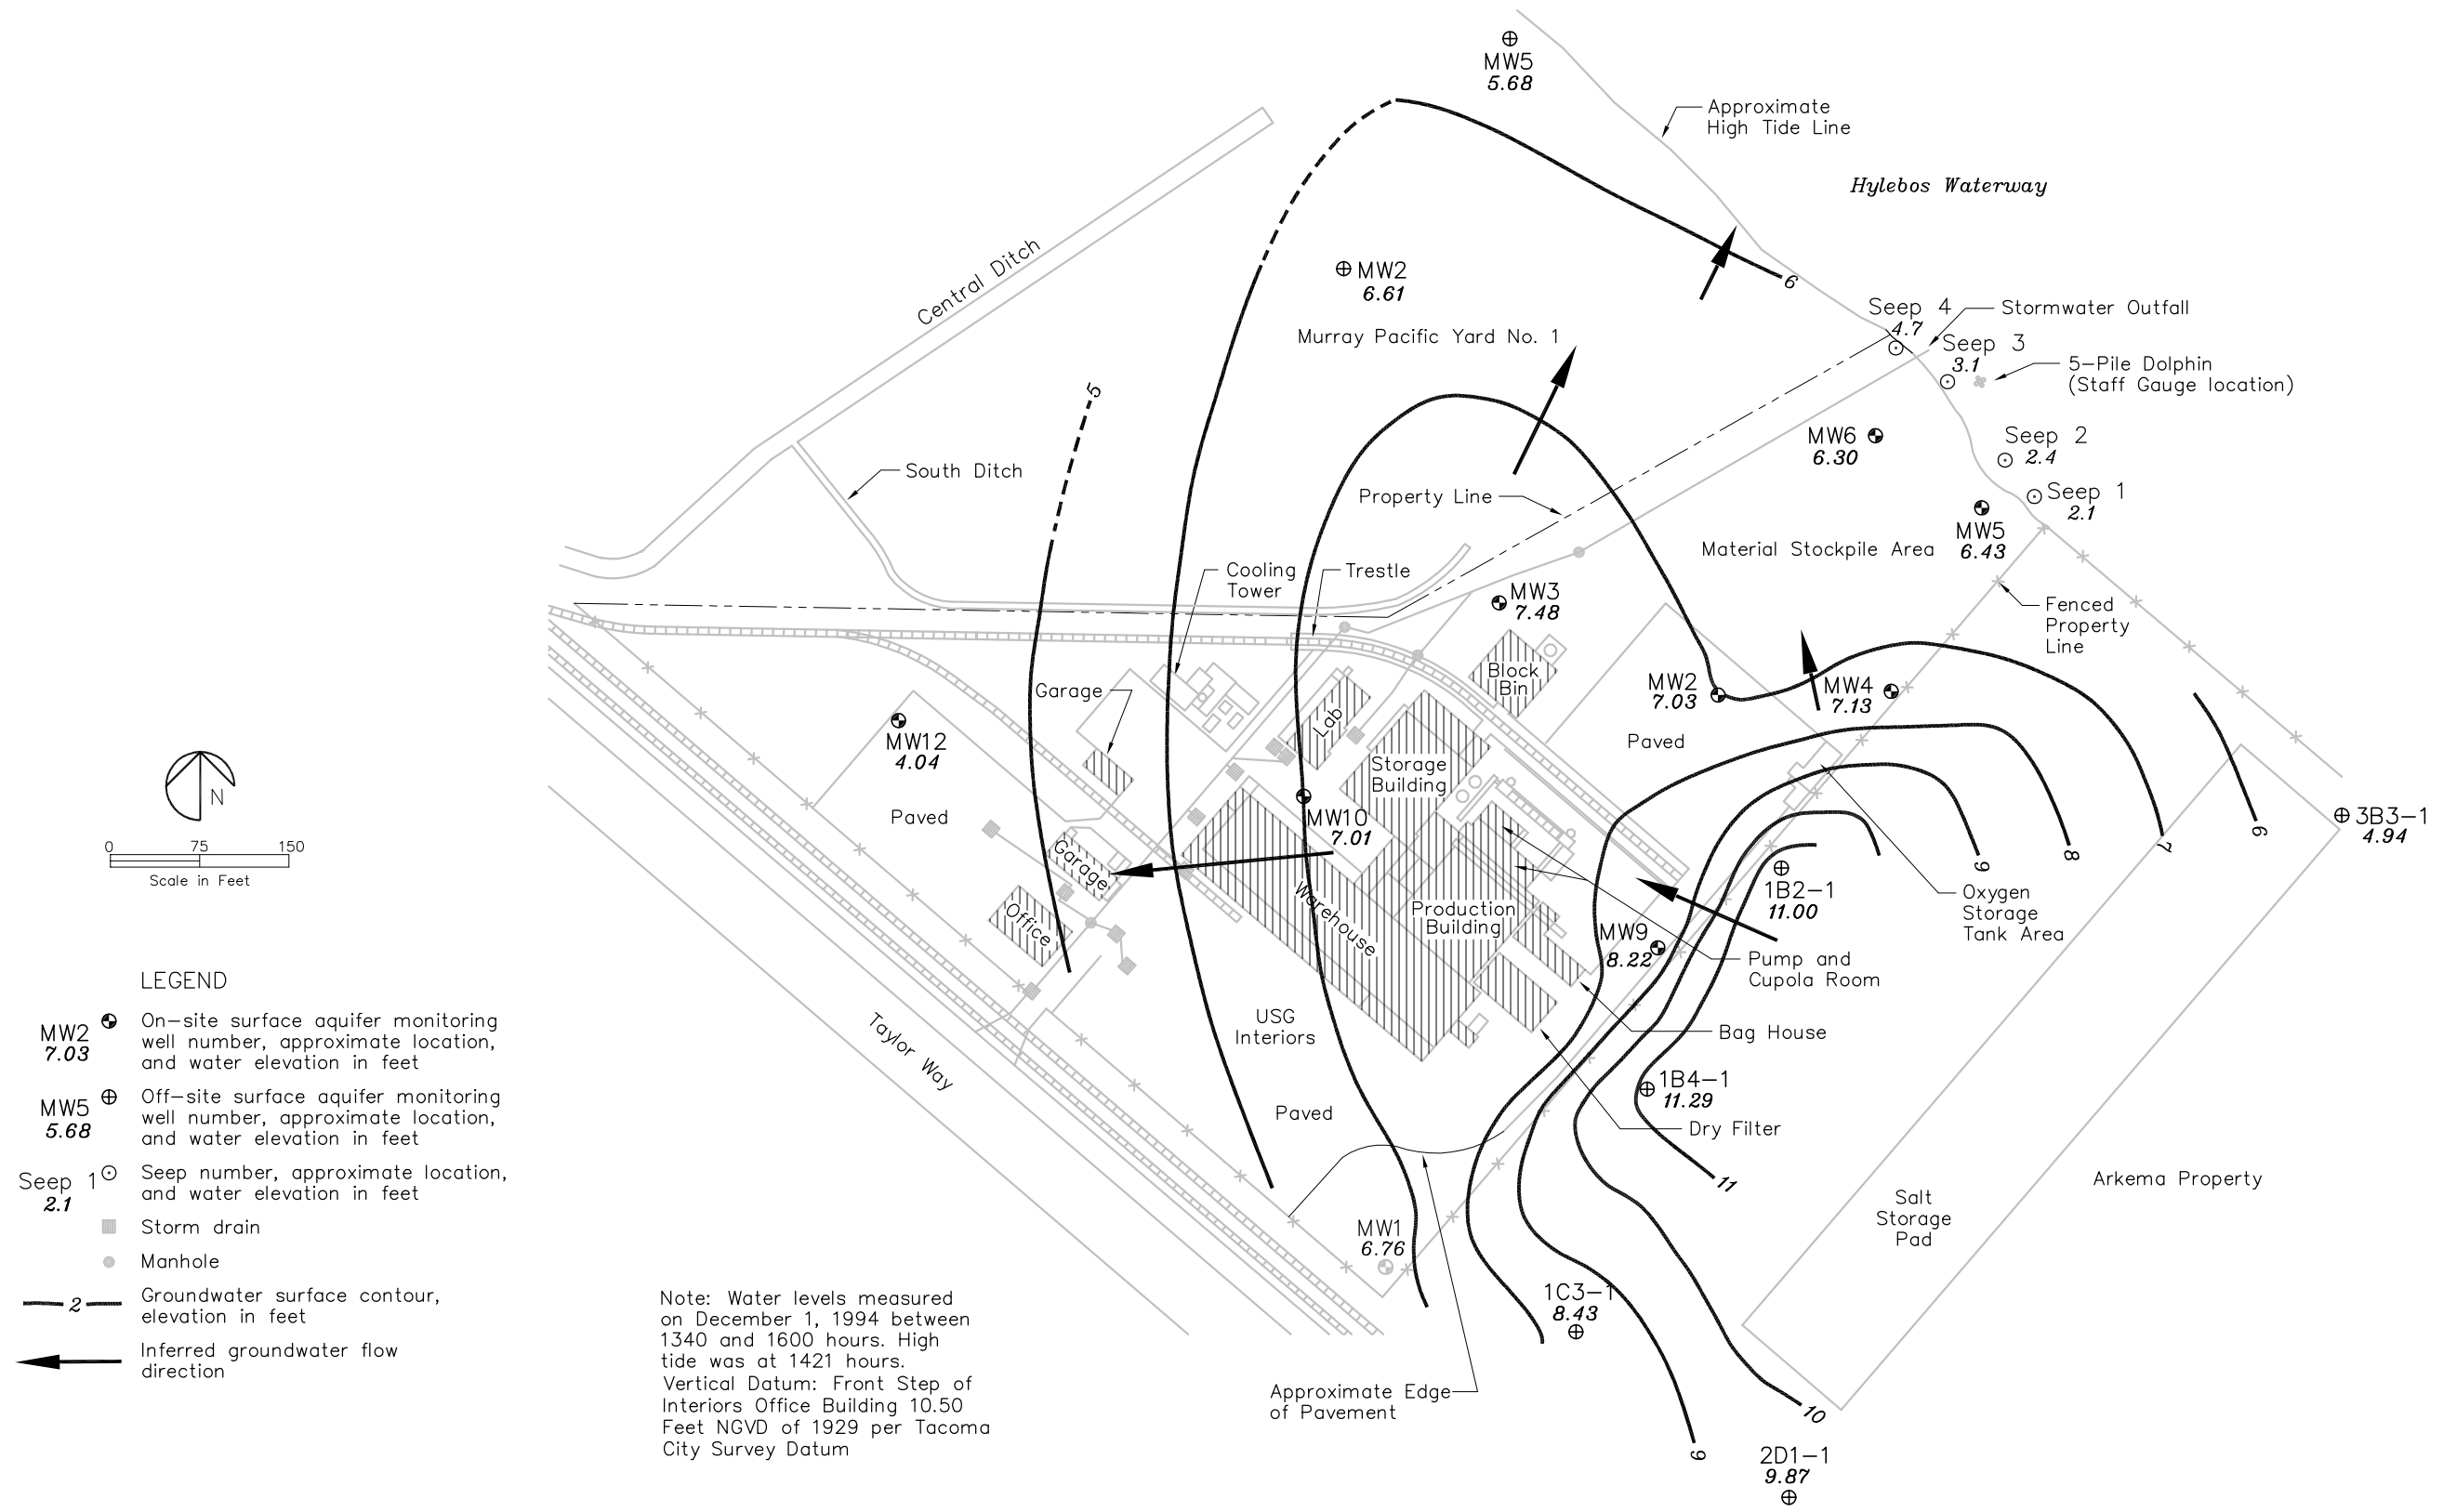 MW5
5.68
Approximate
High Tide Line
Hylebos Waterway
Central Ditch
MW2
6.61
6
Murray Pacific Yard No. 1
Seep 4
4.7
Stormwater Outfall
Seep 3
3.1
5-Pile Dolphin
(Staff Gauge location)
5
South Ditch
MW6
6.30
Seep 2
2.4
Property Line
Seep 1
2.1
MW5
6.43
Material Stockpile Area
Cooling
Tower
Trestle
MW3
7.48
Fenced
Property
Line
Garage
Block
Bin
MW2
7.03
MW4
7.13
Lab
MW12
4.04
Paved
Storage
Building
Paved
N
0 75 150
Scale in Feet
MW10
7.01
3B3-1
4.94
6
7
8
9
Garage
1B2-1
11.00
Oxygen
Storage
Tank Area
Office
Warehouse
Production
Building
MW9
8.22
Pump and
Cupola Room
LEGEND
MW2
7.03
On-site surface aquifer monitoring
well number, approximate location,
and water elevation in feet
MW5
5.68
Off-site surface aquifer monitoring
well number, approximate location,
and water elevation in feet
Seep 1
2.1
Seep number, approximate location,
and water elevation in feet
Storm drain
Manhole
2
Groundwater surface contour,
elevation in feet
Inferred groundwater flow
direction
Taylor Way
USG
Interiors
Bag House
1B4-1
11.29
Paved
Dry Filter
11
Arkema Property
Salt
Storage
Pad
MW1
6.76
1C3-1
8.43
Note: Water levels measured
on December 1, 1994 between
1340 and 1600 hours. High
tide was at 1421 hours.
Vertical Datum: Front Step of
Interiors Office Building 10.50
Feet NGVD of 1929 per Tacoma
City Survey Datum
Approximate Edge
of Pavement
10
9
2D1-1
9.87